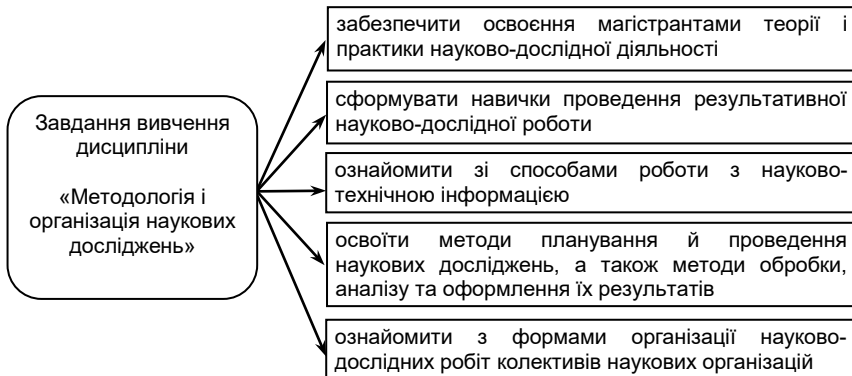 Завдання вивчення
дисципліни
«Методологія і
організація наукових
досліджень»
забезпечити освоєння магістрантами теорії і
практики науково-дослідної діяльності
сформувати навички проведення результативної
науково-дослідної роботи
ознайомити зі способами роботи з науково-
технічною інформацією
освоїти методи планування й проведення
наукових досліджень, а також методи обробки,
аналізу та оформлення їх результатів
ознайомити з формами організації науково-
дослідних робіт колективів наукових організацій